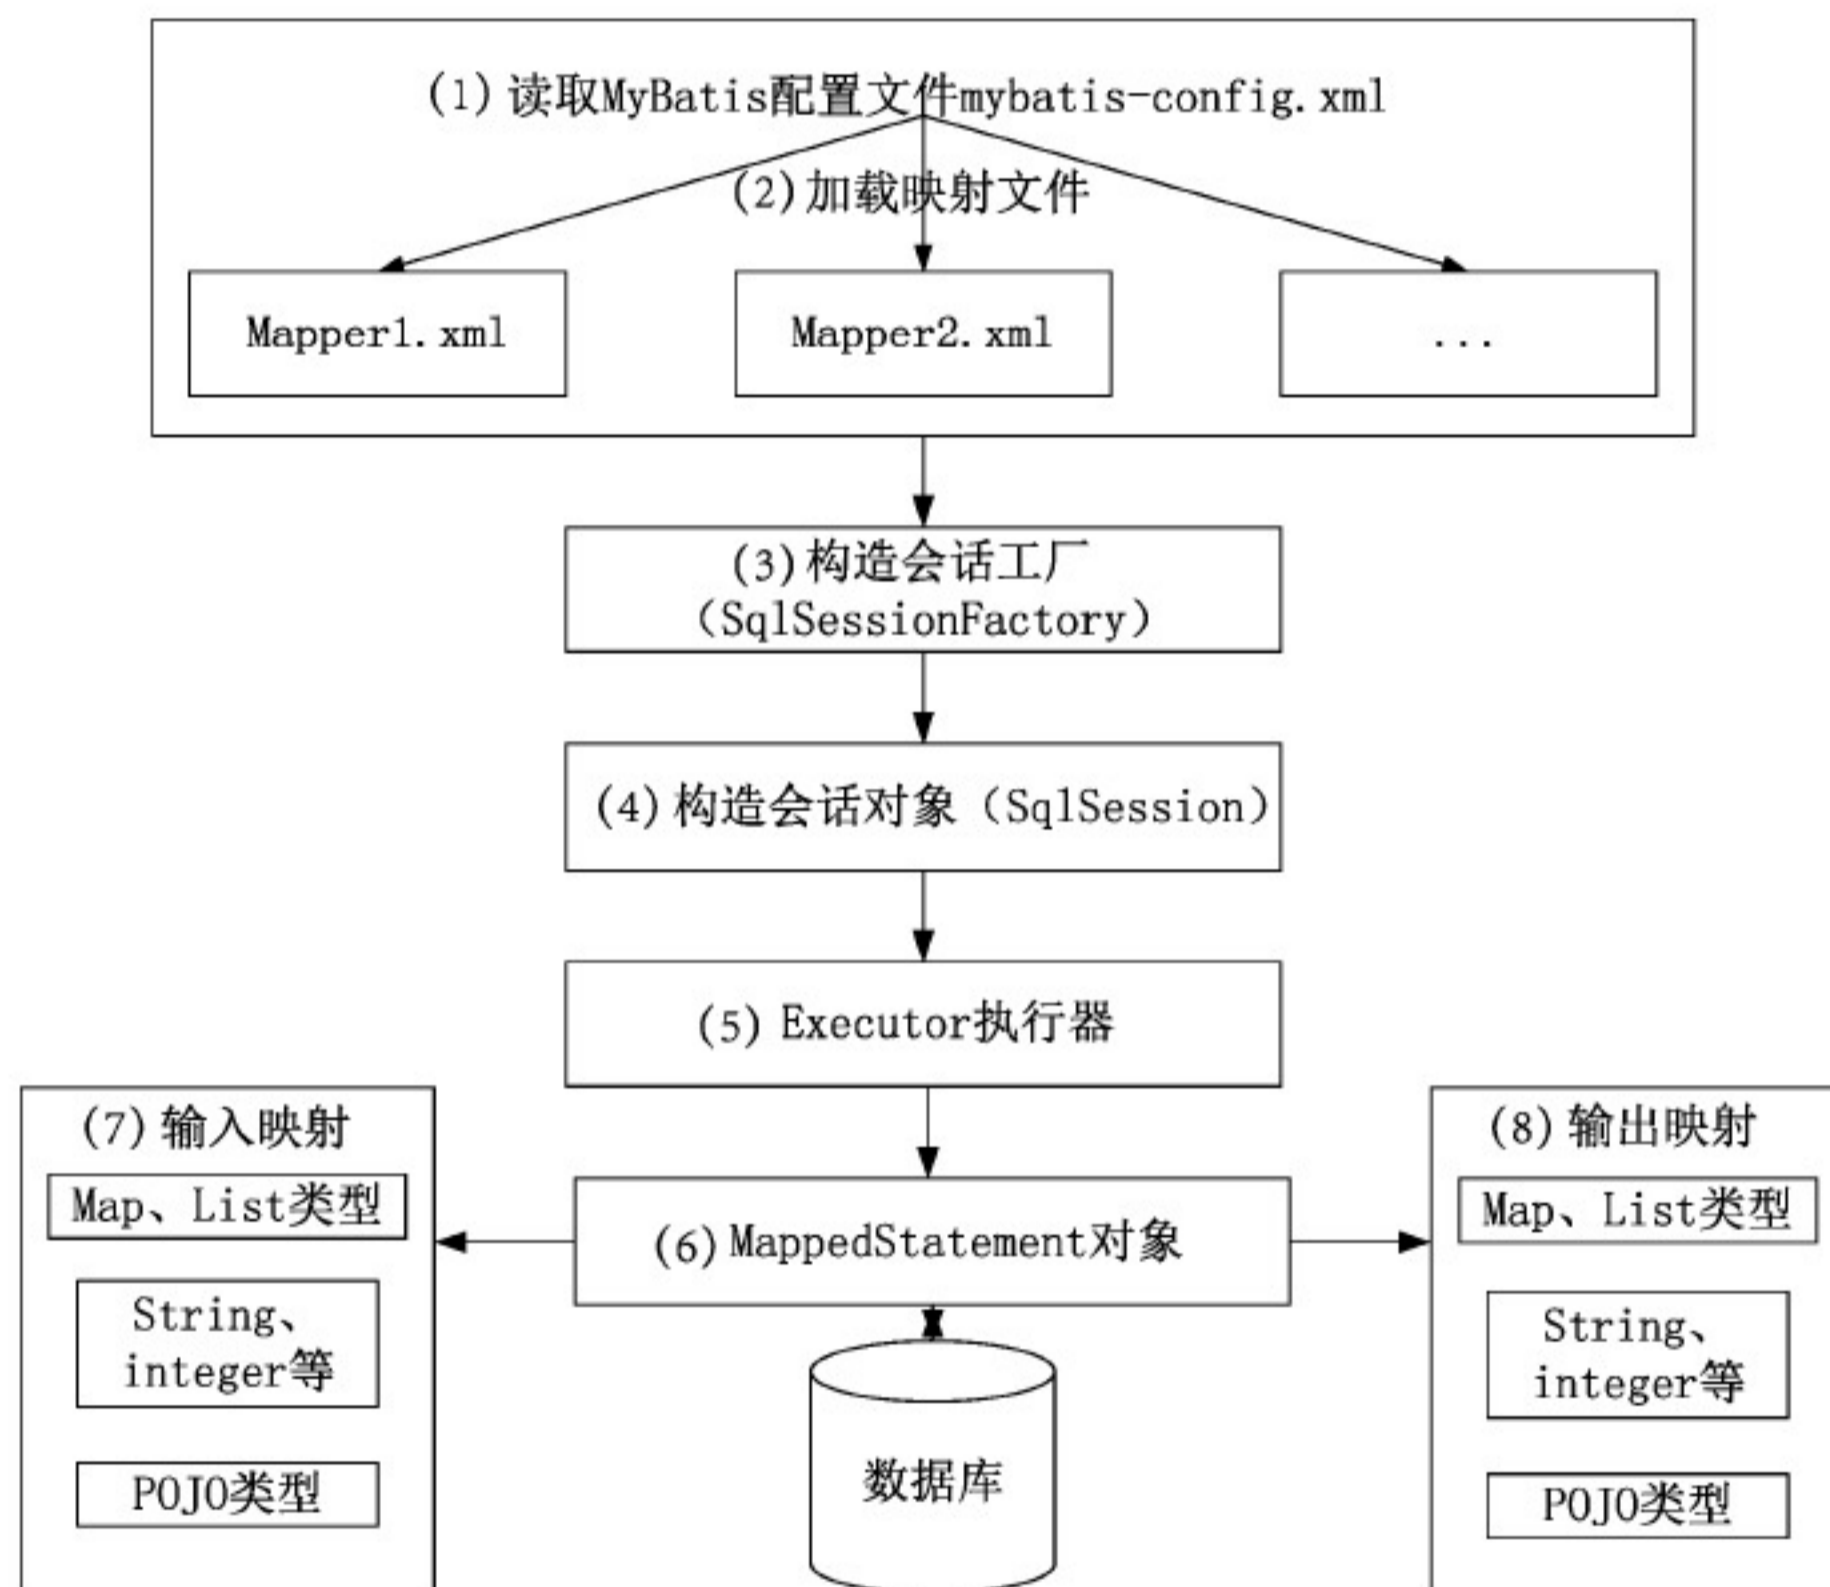 (1)读取MyBatis配置文件mybatis-config.xml
(2)加载映射文件
Mapper1.xml
Mapper2.xml
...
(3)构造会话工厂
（SqlSessionFactory）
(4)构造会话对象（SqlSession）
(5) Executor执行器
(6)MappedStatement对象
(7)输入映射
Map、List类型
String、
integer等
POJO类型
数据库
(8)输出映射
Map、List类型
String、
integer等
POJO类型